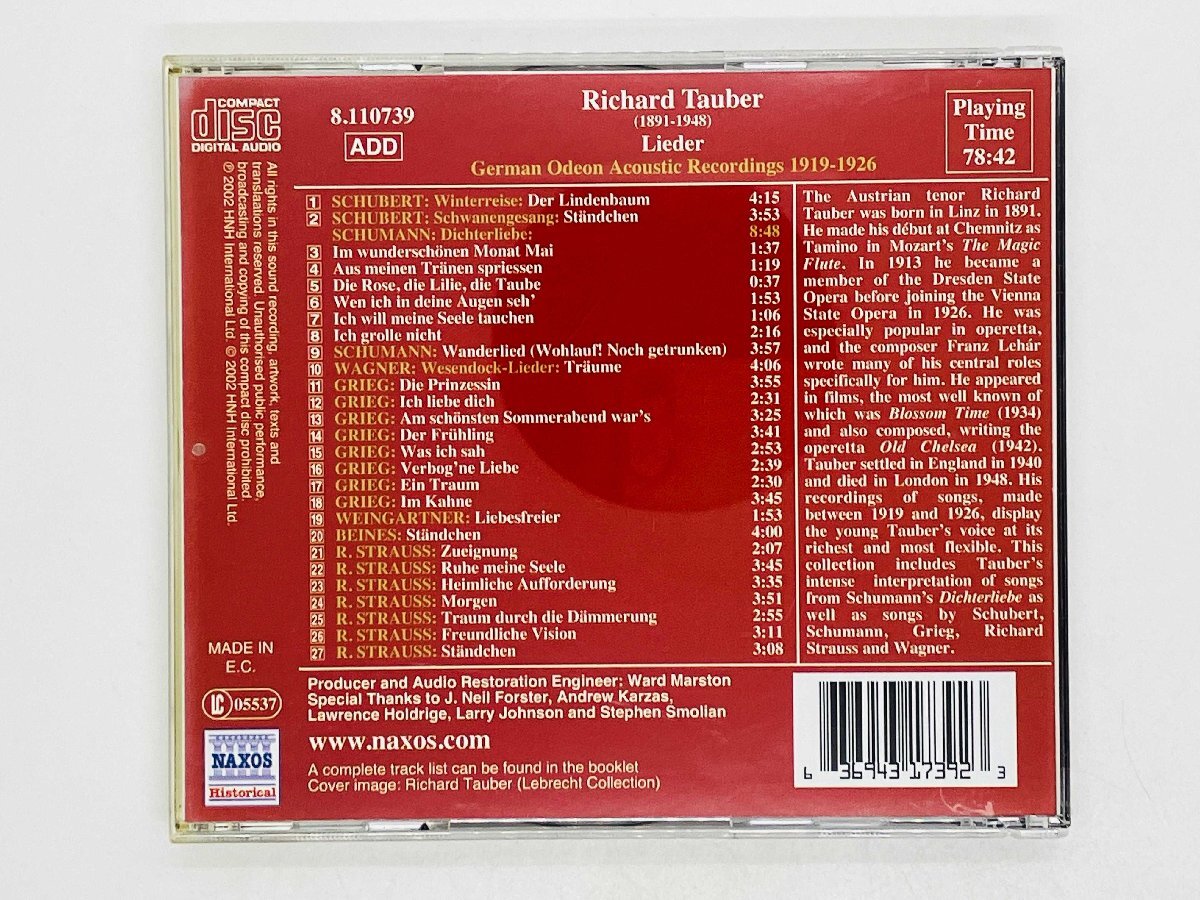 COMPACT
disc
DIGITAL AUDIO
8.110739
ADD
Richard Tauber
(1891-1948)
Lieder
German Odeon Acoustic Recordings 1919-1926
Playing
Time
78:42
All rights in this sound recording, artwork, texts and
translaations reserved. Unauthorised public performance,
broadcasting and copying of this compact disc prohibited.
℗ 2002 HNH International Ltd. © 2002 HNH International Ltd.
1 SCHUBERT: Winterreise: Der Lindenbaum 4:15
2 SCHUBERT: Schwanengesang: Ständchen 3:53
SCHUMANN: Dichterliebe: 8:48
3 Im wunderschönen Monat Mai 1:37
4 Aus meinen Tränen spriessen 1:19
5 Die Rose, die Lilie, die Taube 0:37
6 Wen ich in deine Augen seh' 1:53
7 Ich will meine Seele tauchen 1:06
8 Ich grolle nicht 2:16
9 SCHUMANN: Wanderlied (Wohlauf! Noch getrunken) 3:57
10 WAGNER: Wesendock-Lieder: Träume 4:06
11 GRIEG: Die Prinzessin 3:55
12 GRIEG: Ich liebe dich 2:31
13 GRIEG: Am schönsten Sommerabend war's 3:25
14 GRIEG: Der Frühling 3:41
15 GRIEG: Was ich sah 2:53
16 GRIEG: Verbog'ne Liebe 2:39
17 GRIEG: Ein Traum 2:30
18 GRIEG: Im Kahne 3:45
19 WEINGARTNER: Liebesfreier 1:53
20 BEINES: Ständchen 4:00
21 R. STRAUSS: Zueignung 2:07
22 R. STRAUSS: Ruhe meine Seele 3:45
23 R. STRAUSS: Heimliche Aufforderung 3:35
24 R. STRAUSS: Morgen 3:51
25 R. STRAUSS: Traum durch die Dämmerung 2:55
26 R. STRAUSS: Freundliche Vision 3:11
27 R. STRAUSS: Ständchen 3:08
The Austrian tenor Richard
Tauber was born in Linz in 1891.
He made his début at Chemnitz as
Tamino in Mozart's The Magic
Flute. In 1913 he became a
member of the Dresden State
Opera before joining the Vienna
State Opera in 1926. He was
especially popular in operetta,
and the composer Franz Lehár
wrote many of his central roles
specifically for him. He appeared
in films, the most well known of
which was Blossom Time (1934)
and also composed, writing the
operetta Old Chelsea (1942).
Tauber settled in England in 1940
and died in London in 1948. His
recordings of songs, made
between 1919 and 1926, display
the young Tauber's voice at its
richest and most flexible. This
collection includes Tauber's
intense interpretation of songs
from Schumann's Dichterliebe as
well as songs by Schubert,
Schumann, Grieg, Richard
Strauss and Wagner.
MADE IN
E.C.
LC 05537
NAXOS
Historical
Producer and Audio Restoration Engineer: Ward Marston
Special Thanks to J. Neil Forster, Andrew Karzas,
Lawrence Holdrige, Larry Johnson and Stephen Smolian
www.naxos.com
A complete track list can be found in the booklet
Cover image: Richard Tauber (Lebrecht Collection)
6 36943 17392 3